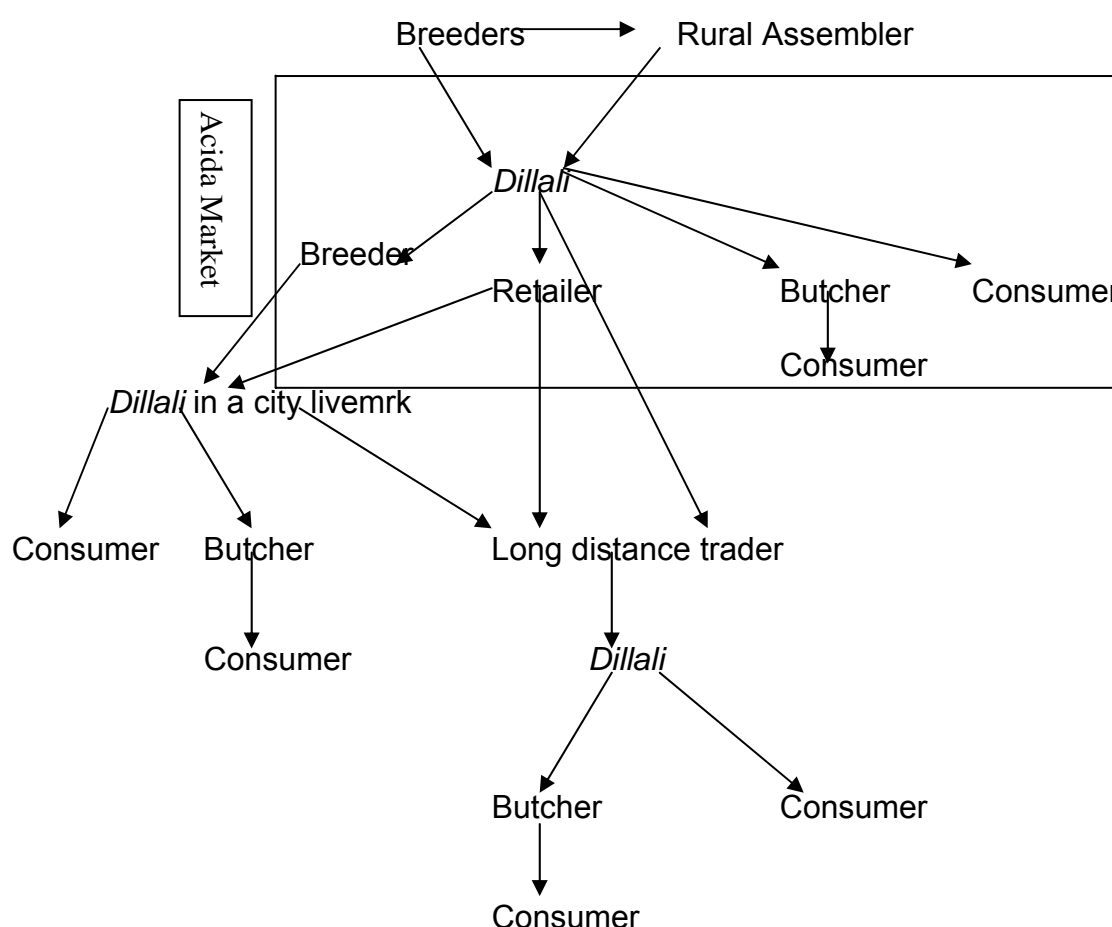 Breeders Rural Assembler
Acida Market
Dillali
Breeder
Retailer Butcher Consumer
Consumer
Dillali in a city livemrk
Consumer Butcher Long distance trader
Consumer Dillali
Butcher Consumer
Consumer